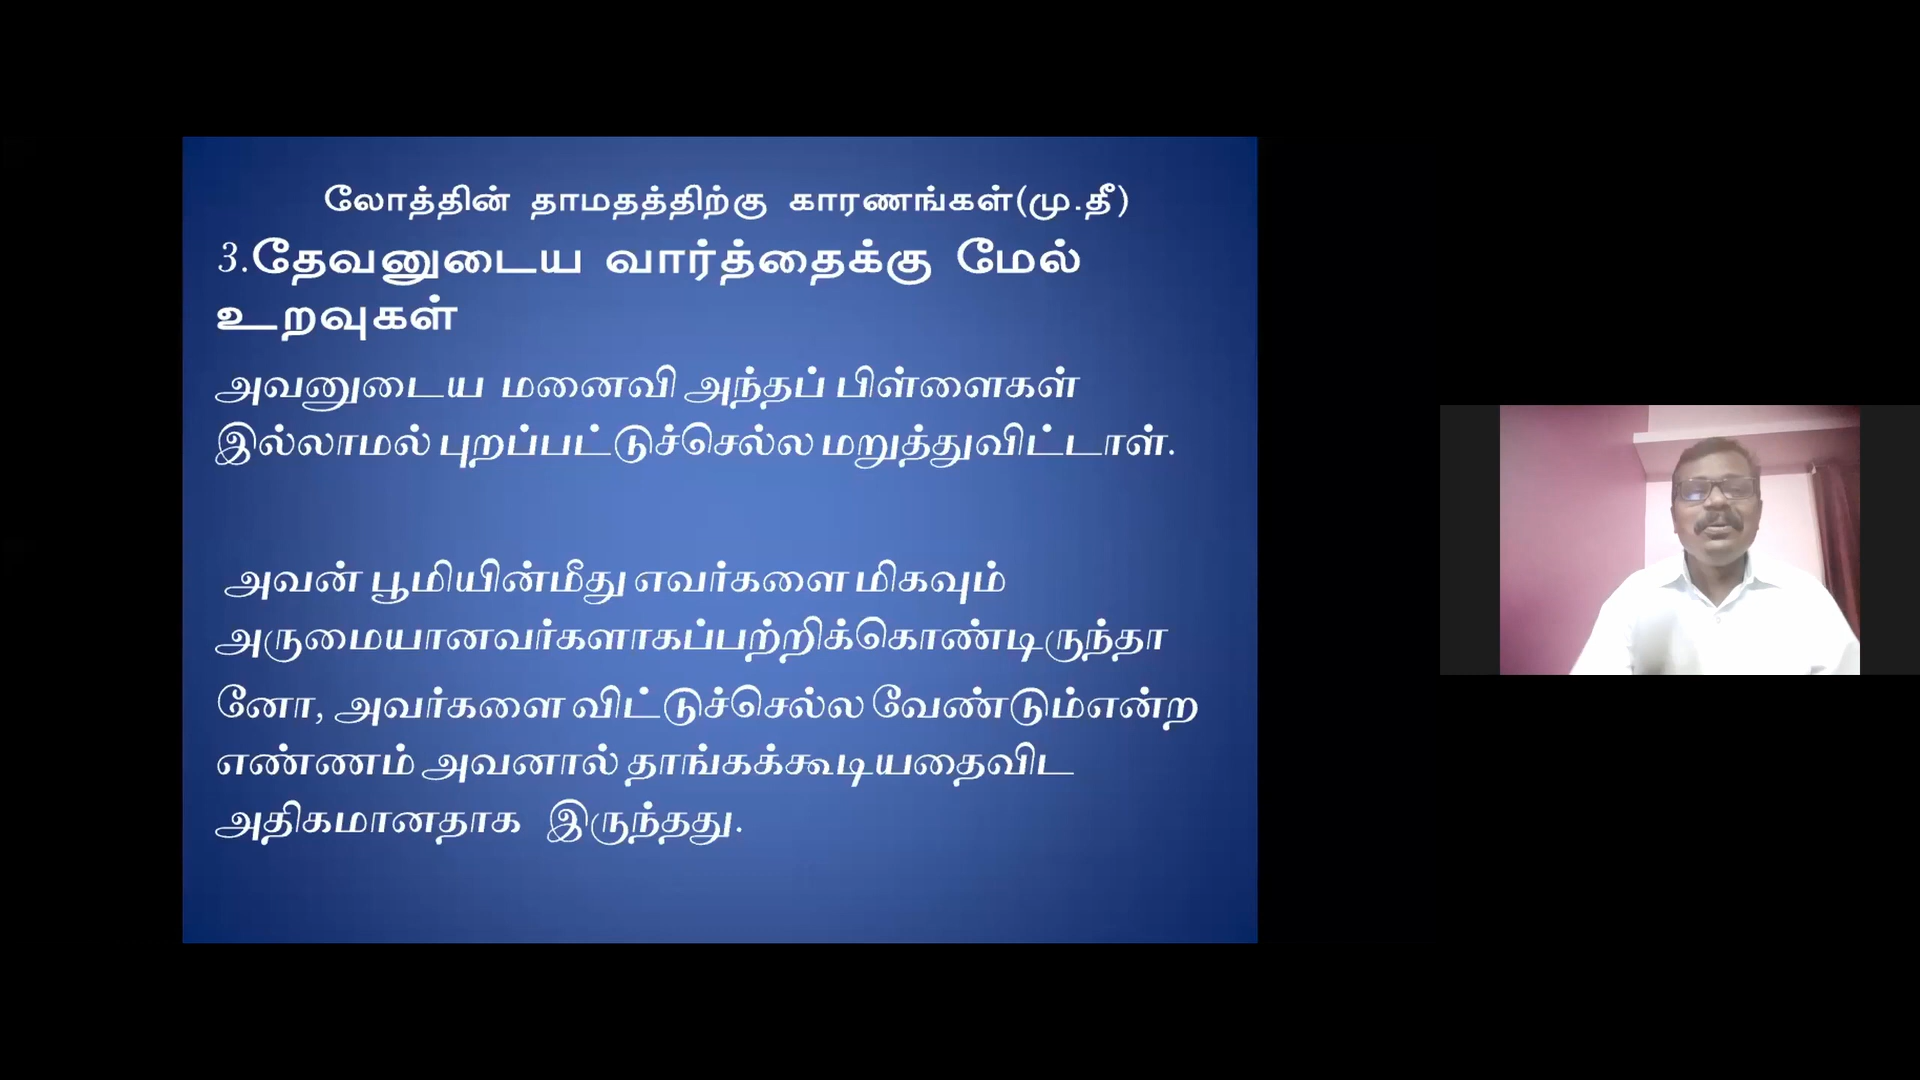 லோத்தின் தாமதத்திற்கு காரணங்கள்(மு.தீ)
3.தேவனுடைய வார்த்தைக்கு மேல்
உறவுகள்
அவனுடைய மனைவி அந்தப் பிள்ளைகள்
இல்லாமல் புறப்பட்டுச்செல்ல மறுத்துவிட்டாள்.
அவன் பூமியின்மீது எவர்களை மிகவும்
அருமையானவர்களாகப்பற்றிக்கொண்டிருந்தா
னோ, அவர்களை விட்டுச்செல்ல வேண்டும்என்ற
எண்ணம் அவனால் தாங்கக்கூடியதைவிட
அதிகமானதாக இருந்தது.